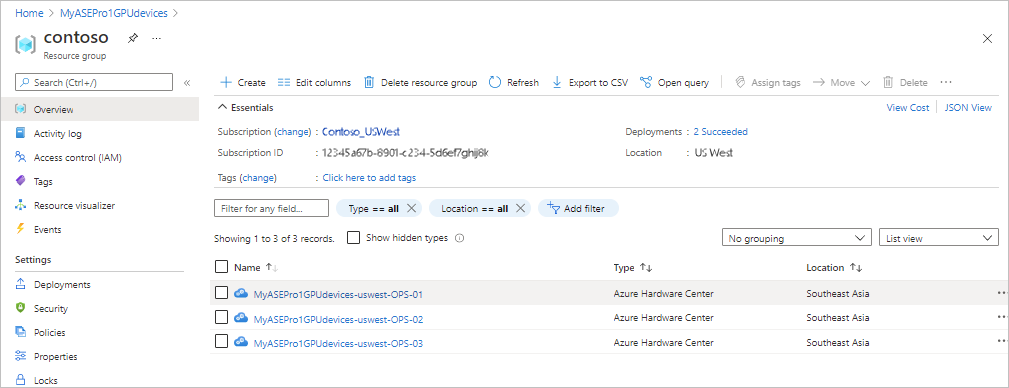 Home > MyASEPro1GPUdevices >
contoso ...
Resource group
Search (Ctrl+/) «
Overview
Activity log
Access control (IAM)
Tags
Resource visualizer
Events
Settings
Deployments
Security
Policies
Properties
Locks
Create Edit columns Delete resource group Refresh Export to CSV Open query Assign tags Move Delete ...
Essentials View Cost JSON View
Subscription (change) : Contoso_USWest Deployments : 2 Succeeded
Subscription ID : 12345a67b-8901-c234-5d6ef7ghij8k Location : US West
Tags (change) : Click here to add tags
Filter for any field... Type == all Location == all Add filter
Showing 1 to 3 of 3 records. Show hidden types No grouping List view
Name Type Location
MyASEPro1GPUdevices-uswest-OPS-01 Azure Hardware Center Southeast Asia ...
MyASEPro1GPUdevices-uswest-OPS-02 Azure Hardware Center Southeast Asia ...
MyASEPro1GPUdevices-uswest-OPS-03 Azure Hardware Center Southeast Asia ...